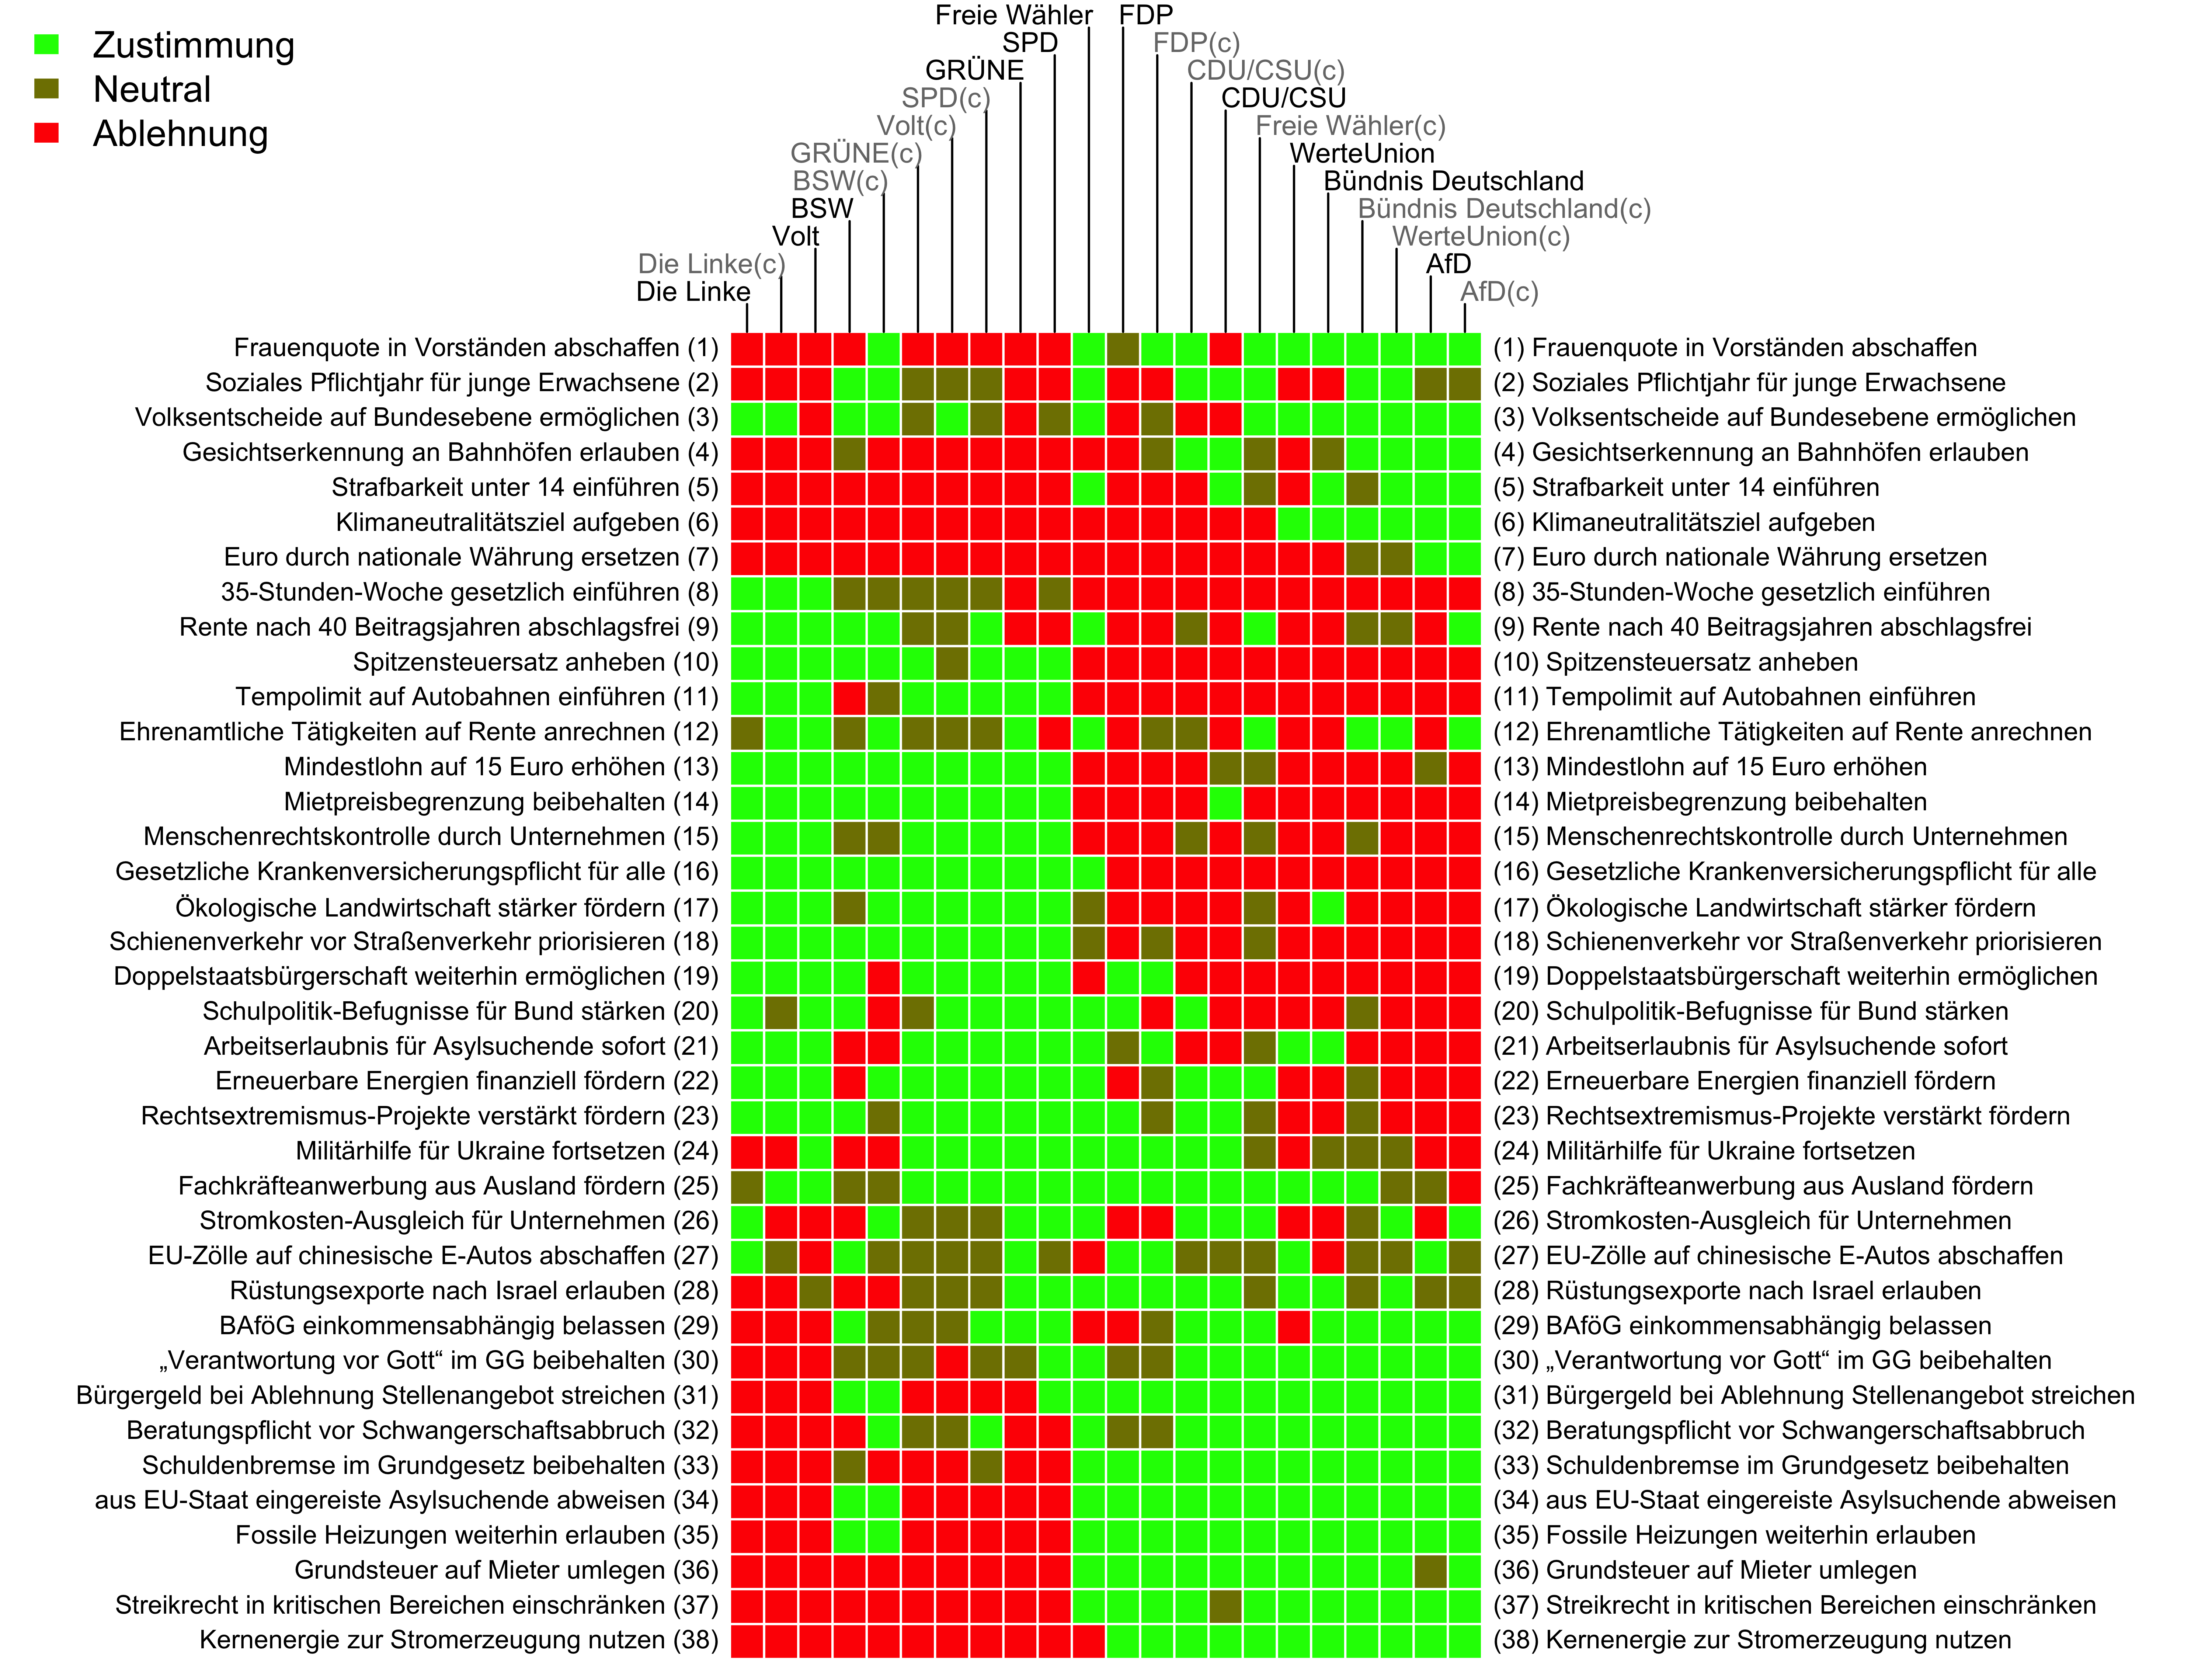 Zustimmung
Neutral
Ablehnung
Freie Wähler
FDP
SPD
FDP(c)
GRÜNE
CDU/CSU(c)
SPD(c)
CDU/CSU
Volt(c)
Freie Wähler(c)
GRÜNE(c)
WerteUnion
BSW(c)
Bündnis Deutschland
BSW
Bündnis Deutschland(c)
Volt
WerteUnion(c)
Die Linke(c)
AfD
Die Linke
AfD(c)
Frauenquote in Vorständen abschaffen (1)
(1) Frauenquote in Vorständen abschaffen
Soziales Pflichtjahr für junge Erwachsene (2)
(2) Soziales Pflichtjahr für junge Erwachsene
Volksentscheide auf Bundesebene ermöglichen (3)
(3) Volksentscheide auf Bundesebene ermöglichen
Gesichtserkennung an Bahnhöfen erlauben (4)
(4) Gesichtserkennung an Bahnhöfen erlauben
Strafbarkeit unter 14 einführen (5)
(5) Strafbarkeit unter 14 einführen
Klimaneutralitätsziel aufgeben (6)
(6) Klimaneutralitätsziel aufgeben
Euro durch nationale Währung ersetzen (7)
(7) Euro durch nationale Währung ersetzen
35-Stunden-Woche gesetzlich einführen (8)
(8) 35-Stunden-Woche gesetzlich einführen
Rente nach 40 Beitragsjahren abschlagsfrei (9)
(9) Rente nach 40 Beitragsjahren abschlagsfrei
Spitzensteuersatz anheben (10)
(10) Spitzensteuersatz anheben
Tempolimit auf Autobahnen einführen (11)
(11) Tempolimit auf Autobahnen einführen
Ehrenamtliche Tätigkeiten auf Rente anrechnen (12)
(12) Ehrenamtliche Tätigkeiten auf Rente anrechnen
Mindestlohn auf 15 Euro erhöhen (13)
(13) Mindestlohn auf 15 Euro erhöhen
Mietpreisbegrenzung beibehalten (14)
(14) Mietpreisbegrenzung beibehalten
Menschenrechtskontrolle durch Unternehmen (15)
(15) Menschenrechtskontrolle durch Unternehmen
Gesetzliche Krankenversicherungspflicht für alle (16)
(16) Gesetzliche Krankenversicherungspflicht für alle
Ökologische Landwirtschaft stärker fördern (17)
(17) Ökologische Landwirtschaft stärker fördern
Schienenverkehr vor Straßenverkehr priorisieren (18)
(18) Schienenverkehr vor Straßenverkehr priorisieren
Doppelstaatsbürgerschaft weiterhin ermöglichen (19)
(19) Doppelstaatsbürgerschaft weiterhin ermöglichen
Schulpolitik-Befugnisse für Bund stärken (20)
(20) Schulpolitik-Befugnisse für Bund stärken
Arbeitserlaubnis für Asylsuchende sofort (21)
(21) Arbeitserlaubnis für Asylsuchende sofort
Erneuerbare Energien finanziell fördern (22)
(22) Erneuerbare Energien finanziell fördern
Rechtsextremismus-Projekte verstärkt fördern (23)
(23) Rechtsextremismus-Projekte verstärkt fördern
Militärhilfe für Ukraine fortsetzen (24)
(24) Militärhilfe für Ukraine fortsetzen
Fachkräfteanwerbung aus Ausland fördern (25)
(25) Fachkräfteanwerbung aus Ausland fördern
Stromkosten-Ausgleich für Unternehmen (26)
(26) Stromkosten-Ausgleich für Unternehmen
EU-Zölle auf chinesische E-Autos abschaffen (27)
(27) EU-Zölle auf chinesische E-Autos abschaffen
Rüstungsexporte nach Israel erlauben (28)
(28) Rüstungsexporte nach Israel erlauben
BAföG einkommensabhängig belassen (29)
(29) BAföG einkommensabhängig belassen
„Verantwortung vor Gott“ im GG beibehalten (30)
(30) „Verantwortung vor Gott“ im GG beibehalten
Bürgergeld bei Ablehnung Stellenangebot streichen (31)
(31) Bürgergeld bei Ablehnung Stellenangebot streichen
Beratungspflicht vor Schwangerschaftsabbruch (32)
(32) Beratungspflicht vor Schwangerschaftsabbruch
Schuldenbremse im Grundgesetz beibehalten (33)
(33) Schuldenbremse im Grundgesetz beibehalten
aus EU-Staat eingereiste Asylsuchende abweisen (34)
(34) aus EU-Staat eingereiste Asylsuchende abweisen
Fossile Heizungen weiterhin erlauben (35)
(35) Fossile Heizungen weiterhin erlauben
Grundsteuer auf Mieter umlegen (36)
(36) Grundsteuer auf Mieter umlegen
Streikrecht in kritischen Bereichen einschränken (37)
(37) Streikrecht in kritischen Bereichen einschränken
Kernenergie zur Stromerzeugung nutzen (38)
(38) Kernenergie zur Stromerzeugung nutzen